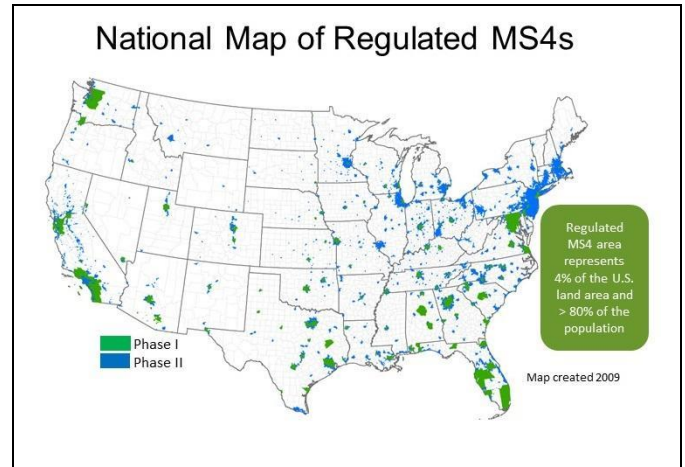 National Map of Regulated MS4s
Regulated
MS4 area
represents
4% of the U.S.
land area and
> 80% of the
population
Phase I
Phase II
Map created 2009